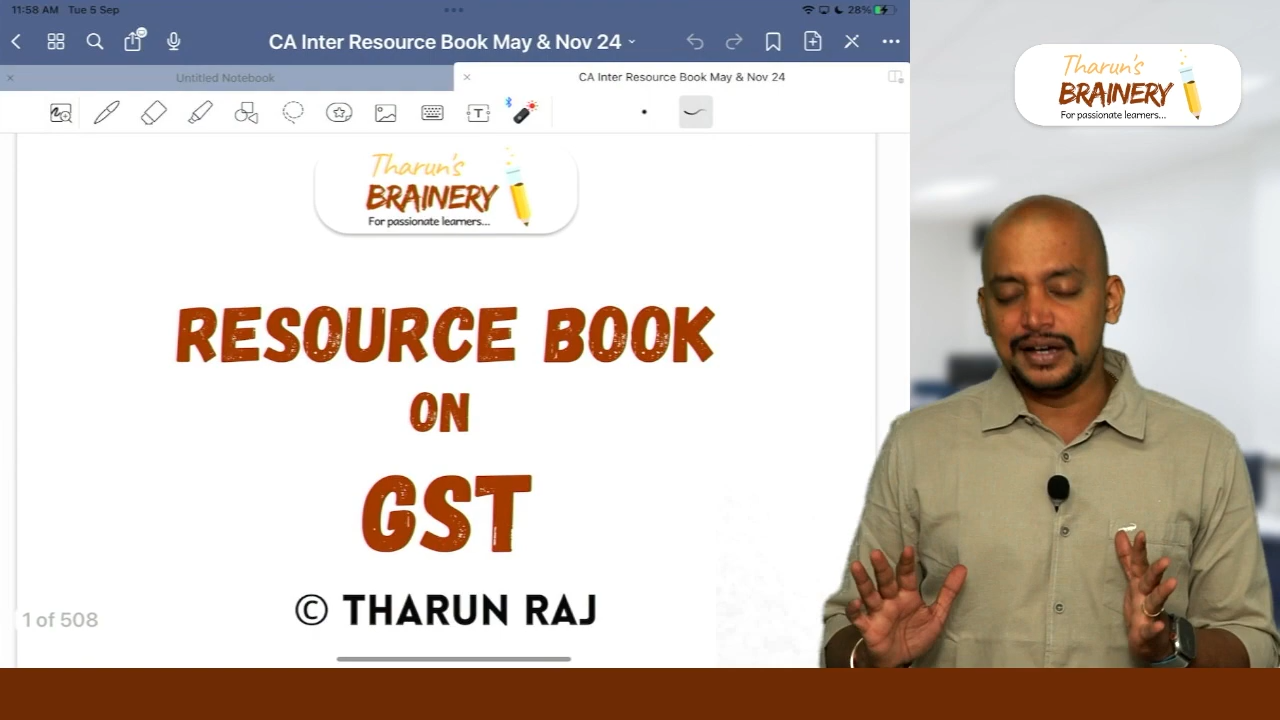 11:58 AM Tue 5 Sep
28%
CA Inter Resource Book May & Nov 24
Untitled Notebook
CA Inter Resource Book May & Nov 24
T
Tharun's
BRAINERY
For passionate learners...
RESOURCE BOOK
ON
GST
© THARUN RAJ
1 of 508
Tharun's
BRAINERY
For passionate learners...